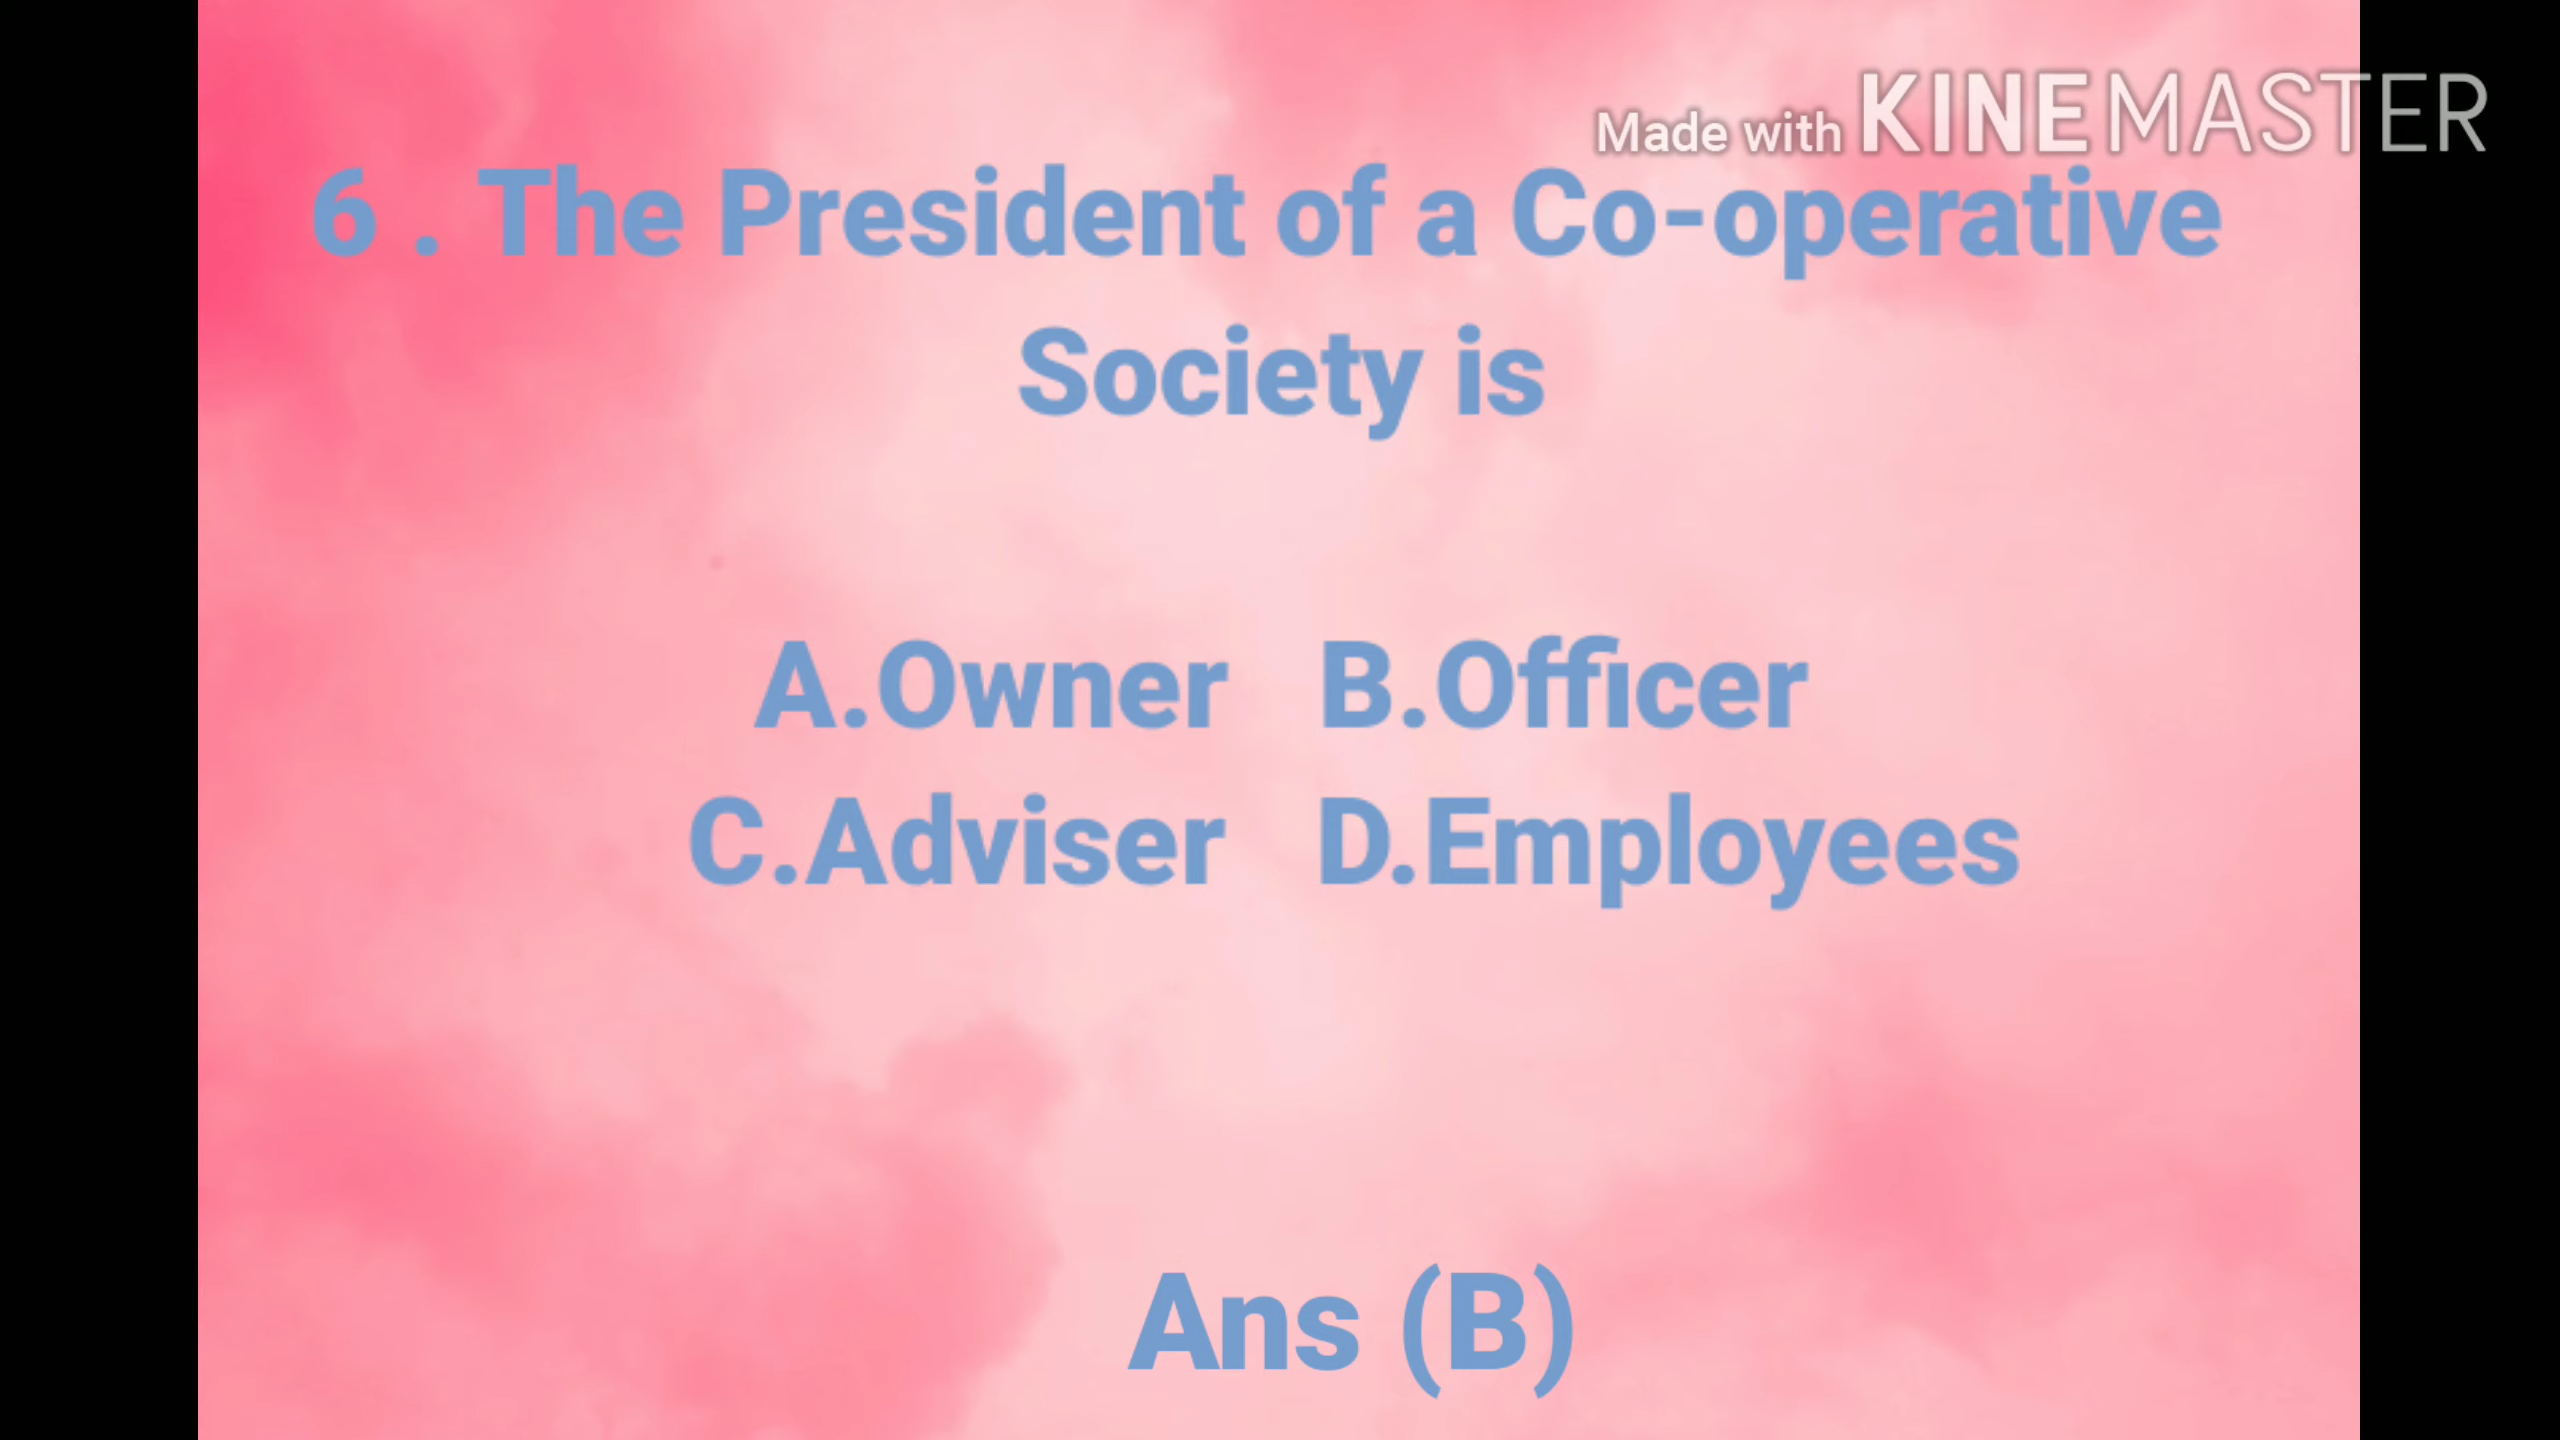 Made with KINEMASTER
6 . The President of a Co-operative
Society is
A.Owner B.Officer
C.Adviser D.Employees
Ans (B)